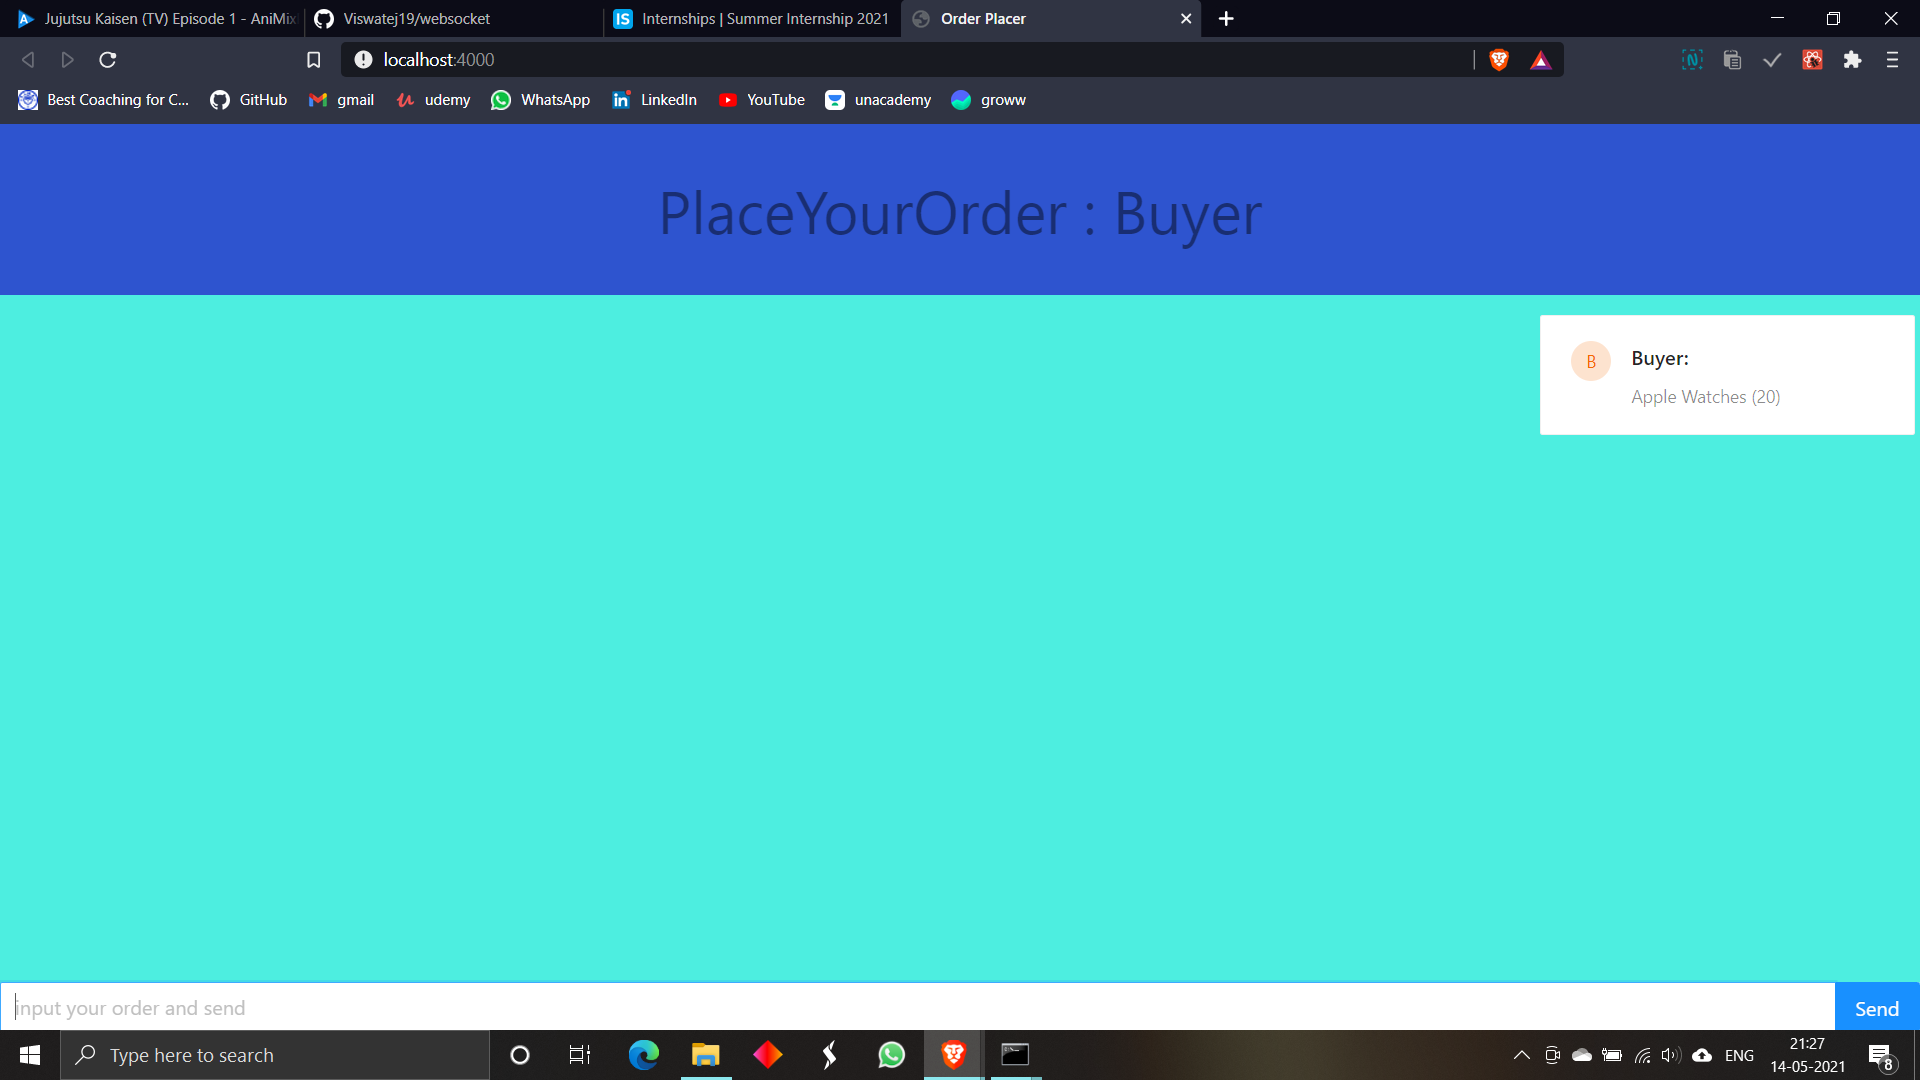 Jujutsu Kaisen (TV) Episode 1 - AniMix
Viswatej19/websocket
IS Internships | Summer Internship 2021
Order Placer
localhost:4000
Best Coaching for C...
GitHub
gmail
udemy
WhatsApp
LinkedIn
YouTube
unacademy
groww
PlaceYourOrder : Buyer
B
Buyer:
Apple Watches (20)
input your order and send
Send
Type here to search
ENG
21:27
14-05-2021
8